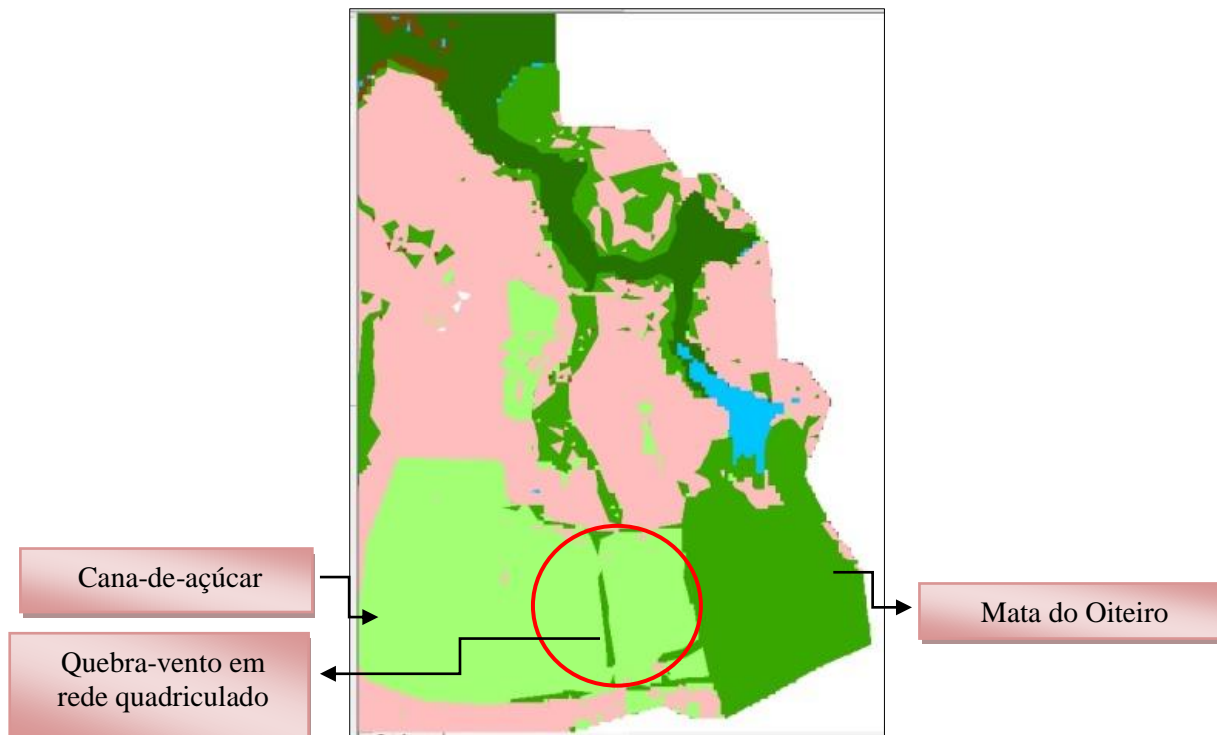 Cana-de-açúcar
Quebra-vento em
rede quadriculado
Mata do Oiteiro